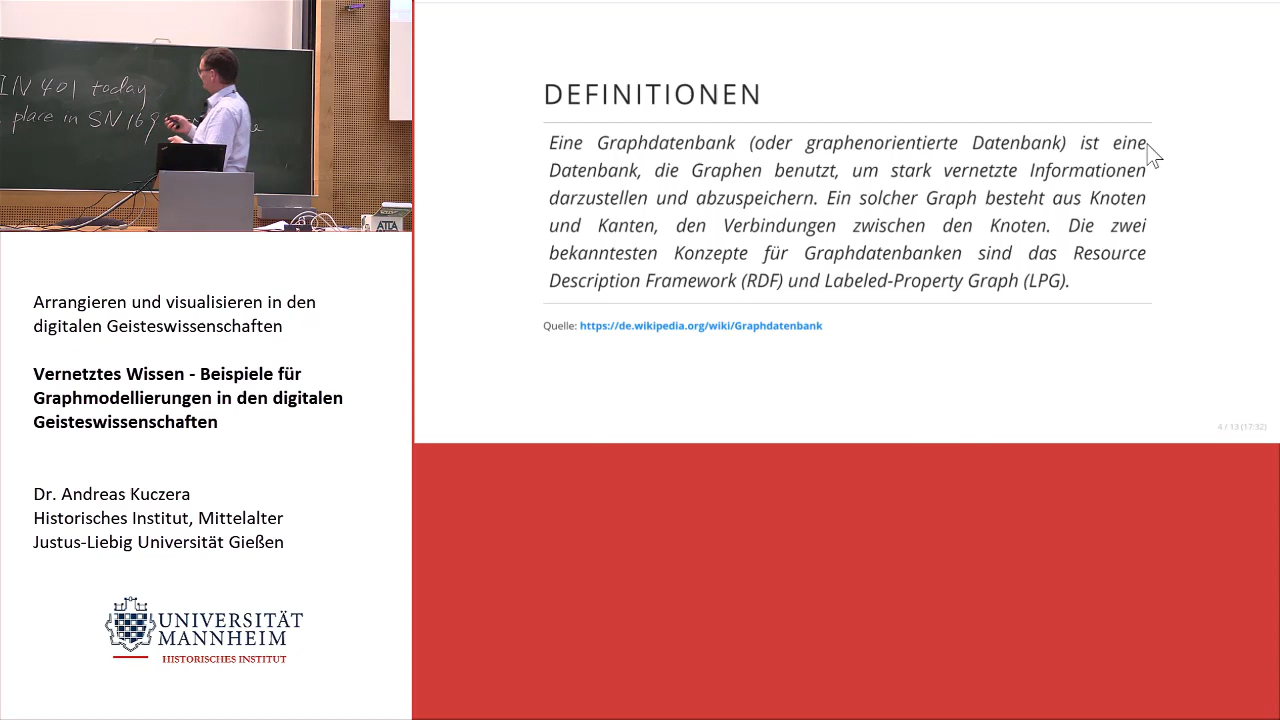 IN 401 today
place in SN 169
ATLA
Arrangieren und visualisieren in den
digitalen Geisteswissenschaften
Vernetztes Wissen - Beispiele für
Graphmodellierungen in den digitalen
Geisteswissenschaften
Dr. Andreas Kuczera
Historisches Institut, Mittelalter
Justus-Liebig Universität Gießen
UNIVERSITÄT
MANNHEIM
HISTORISCHES INSTITUT
DEFINITIONEN
Eine Graphdatenbank (oder graphenorientierte Datenbank) ist eine
Datenbank, die Graphen benutzt, um stark vernetzte Informationen
darzustellen und abzuspeichern. Ein solcher Graph besteht aus Knoten
und Kanten, den Verbindungen zwischen den Knoten. Die zwei
bekanntesten Konzepte für Graphdatenbanken sind das Resource
Description Framework (RDF) und Labeled-Property Graph (LPG).
Quelle: https://de.wikipedia.org/wiki/Graphdatenbank
4 / 13 (17:32)